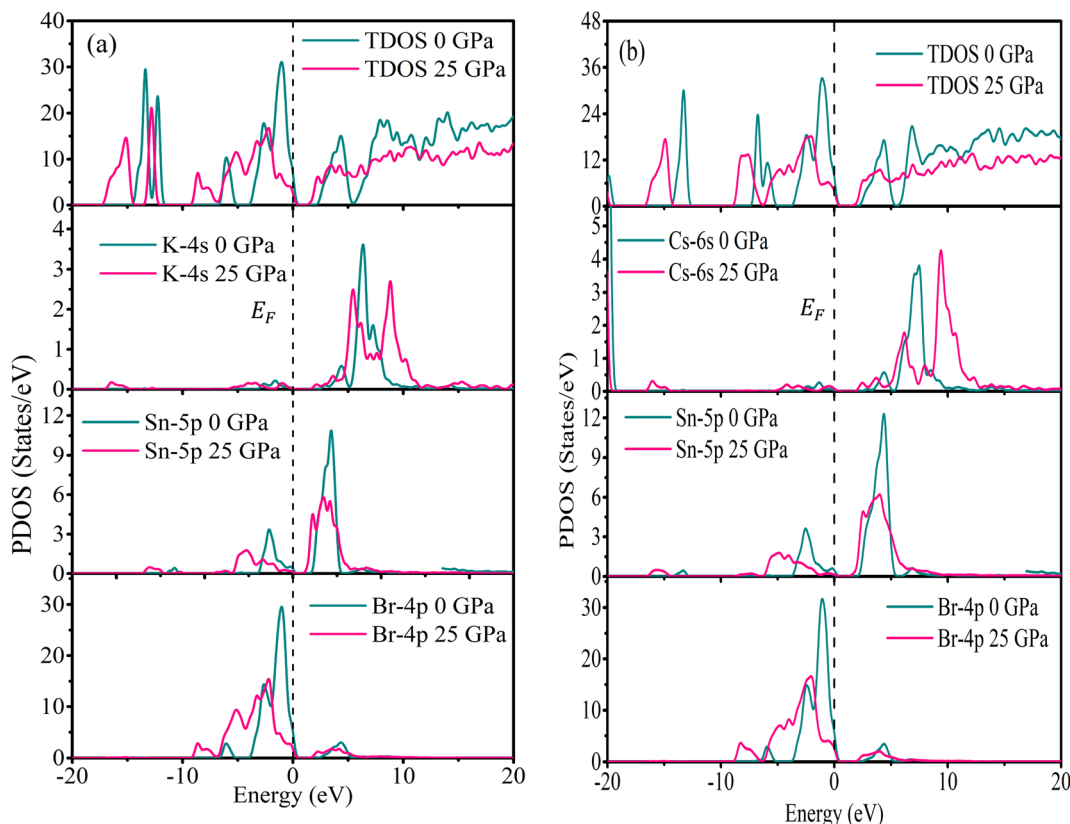 (a)
TDOS 0 GPa
TDOS 25 GPa
40
30
20
10
0
K-4s 0 GPa
K-4s 25 GPa
E_F
4
3
2
1
0
Sn-5p 0 GPa
Sn-5p 25 GPa
12
9
6
3
0
Br-4p 0 GPa
Br-4p 25 GPa
30
20
10
0
-20 -10 0 10 20
Energy (eV)
PDOS (States/eV)
(b)
TDOS 0 GPa
TDOS 25 GPa
48
36
24
12
0
Cs-6s 0 GPa
Cs-6s 25 GPa
E_F
5
4
3
2
1
0
Sn-5p 0 GPa
Sn-5p 25 GPa
12
9
6
3
0
Br-4p 0 GPa
Br-4p 25 GPa
30
20
10
0
-20 -10 0 10 20
Energy (eV)
PDOS (States/eV)